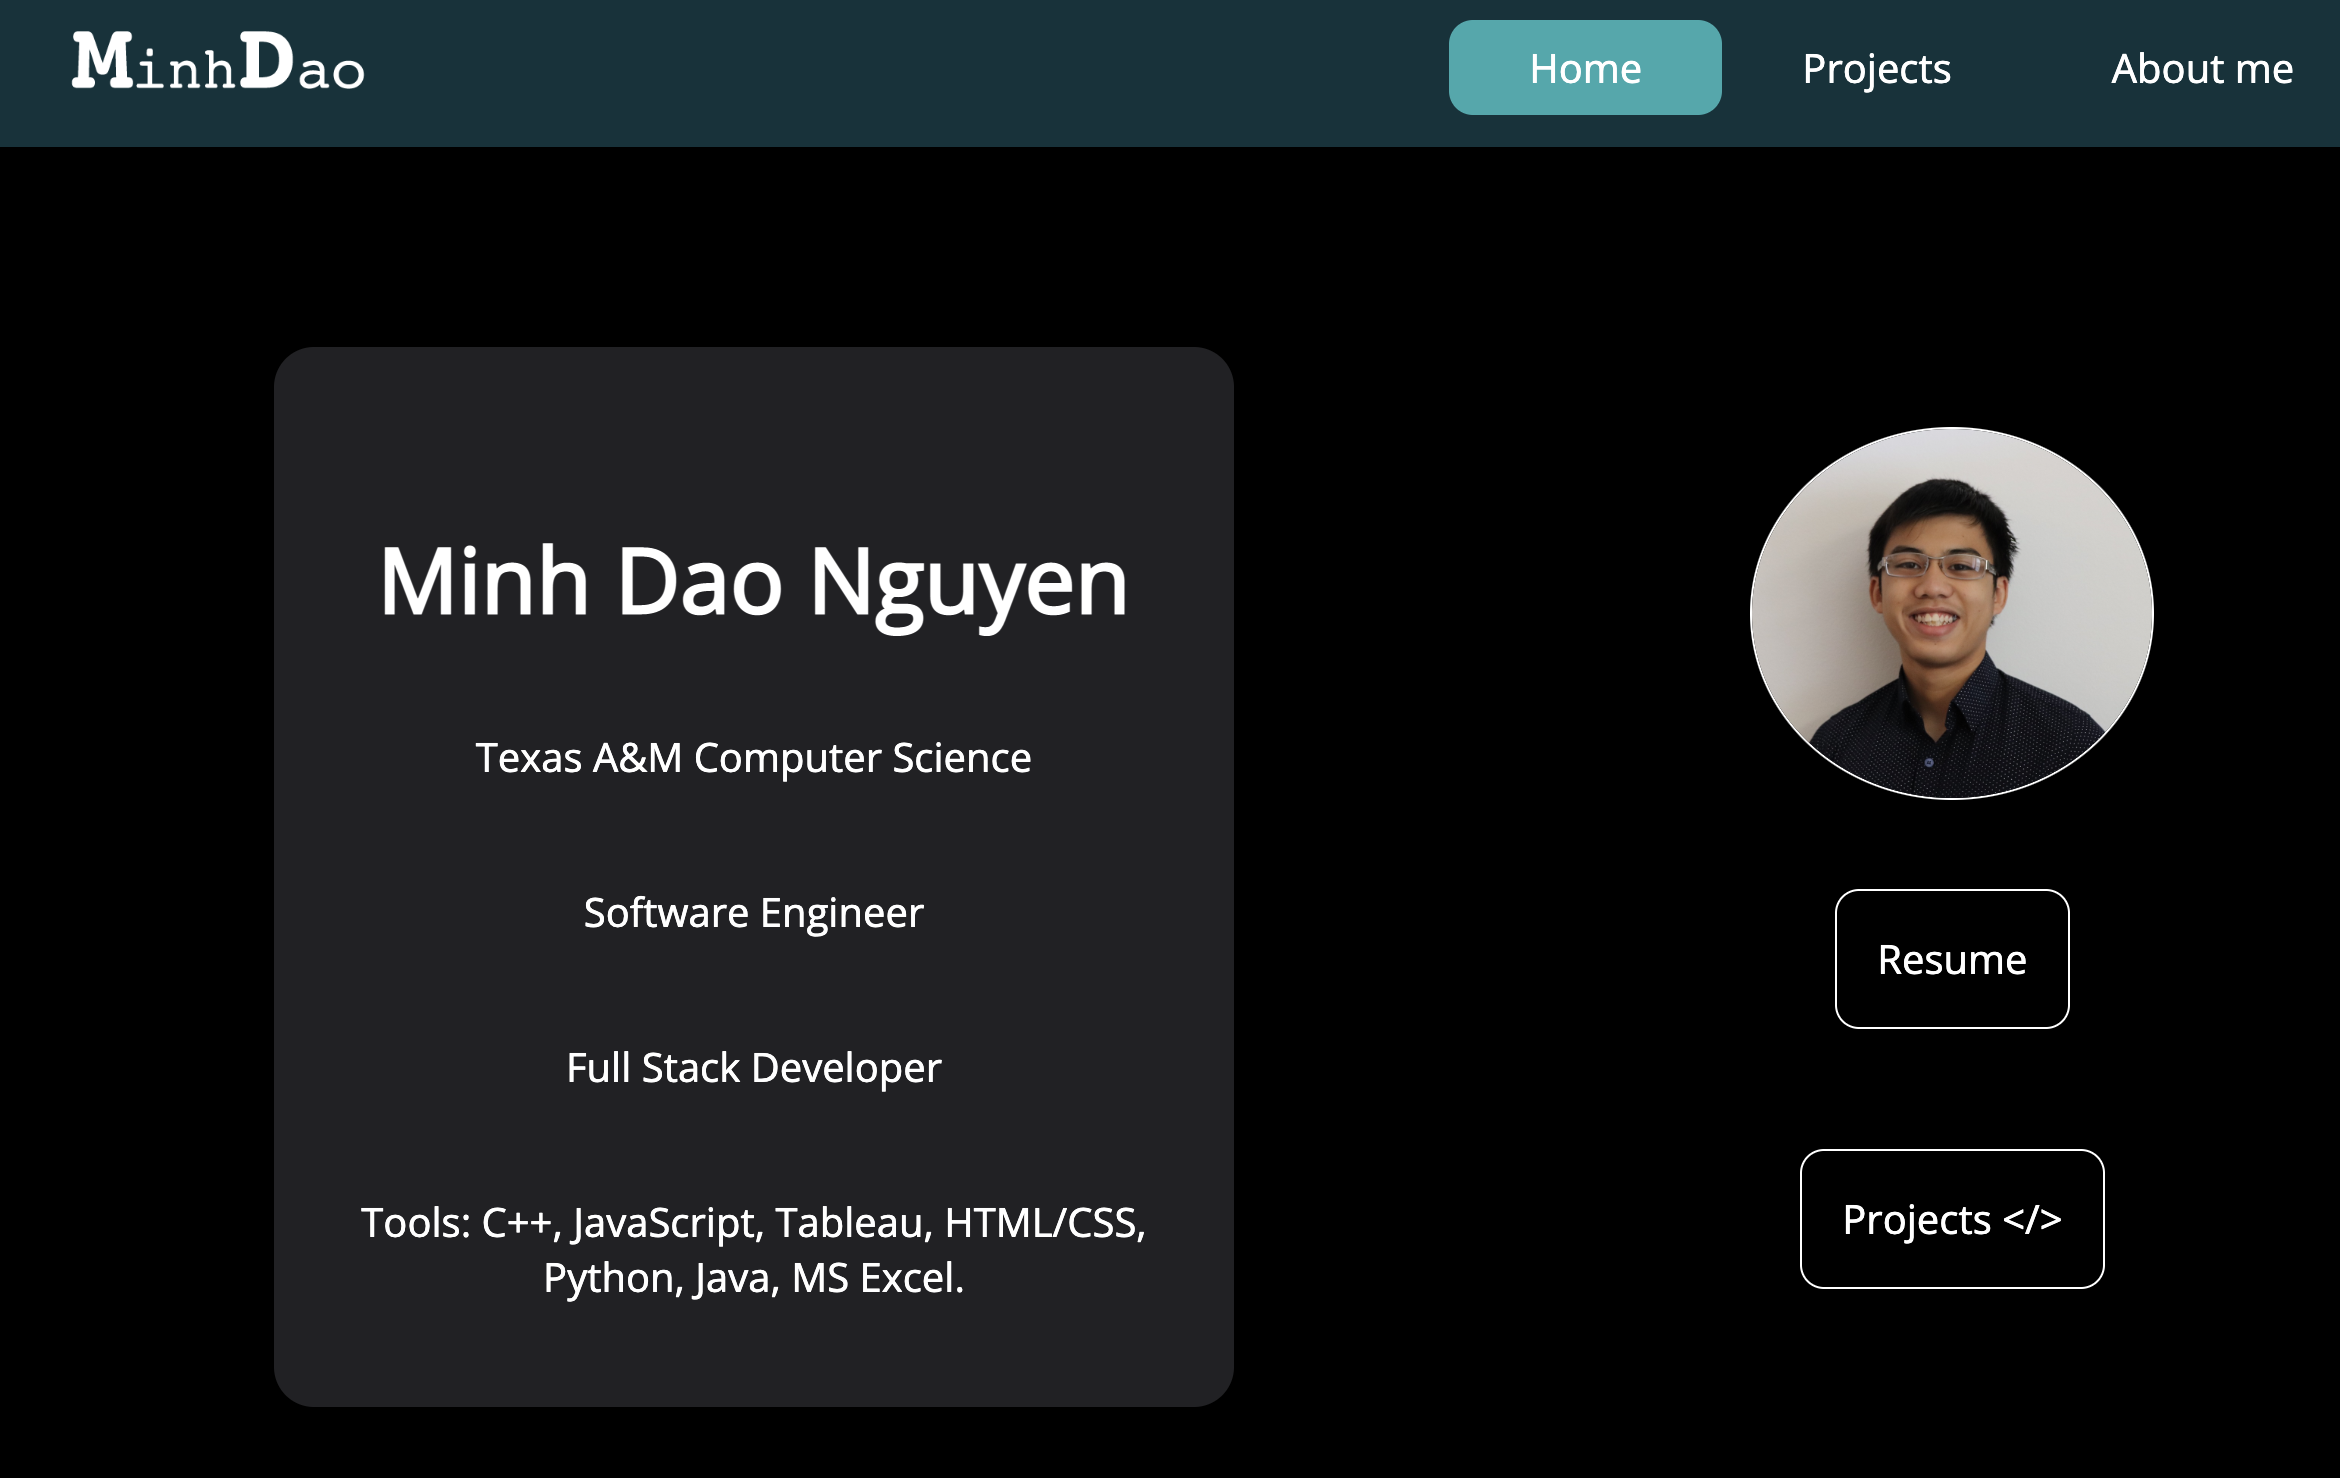 MinhDao
Home
Projects
About me
Minh Dao Nguyen
Texas A&M Computer Science
Software Engineer
Full Stack Developer
Tools: C++, JavaScript, Tableau, HTML/CSS,
Python, Java, MS Excel.
Resume
Projects </>